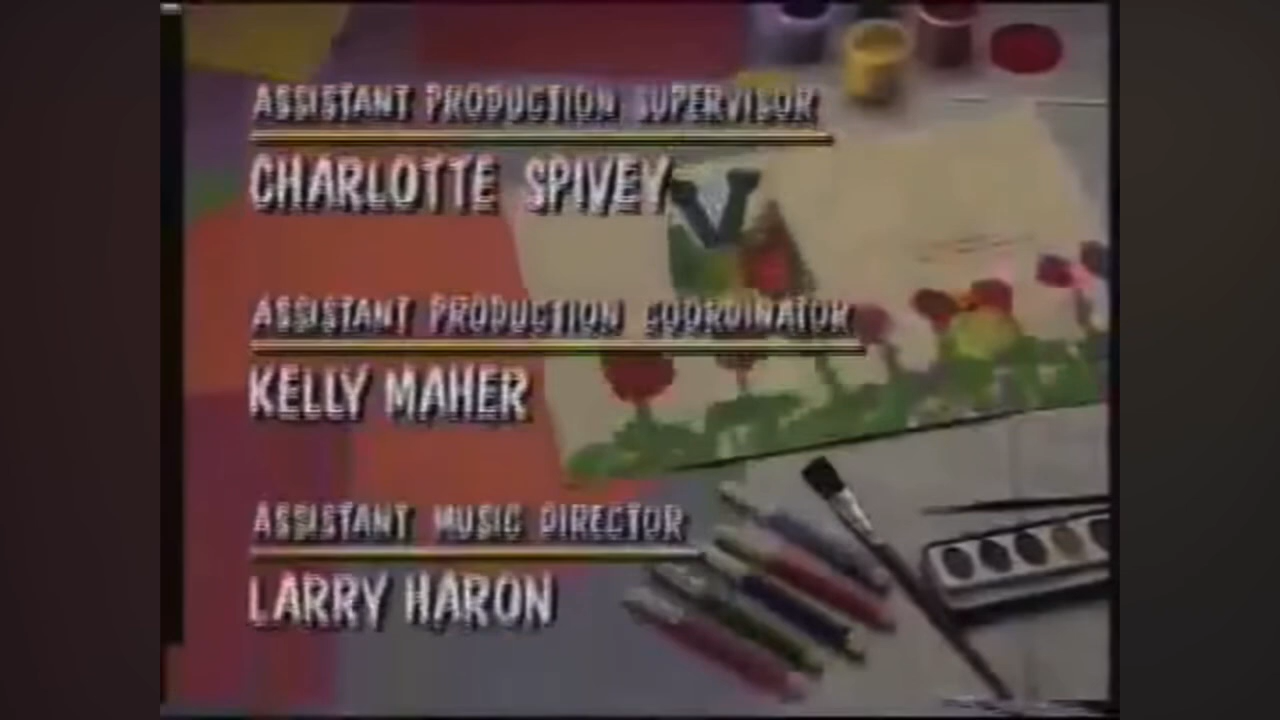 ASSISTANT PRODUCTION SUPERVISOR
CHARLOTTE SPIVEY
V
ASSISTANT PRODUCTION COORDINATOR
KELLY MAHER
ASSISTANT MUSIC DIRECTOR
LARRY HARON